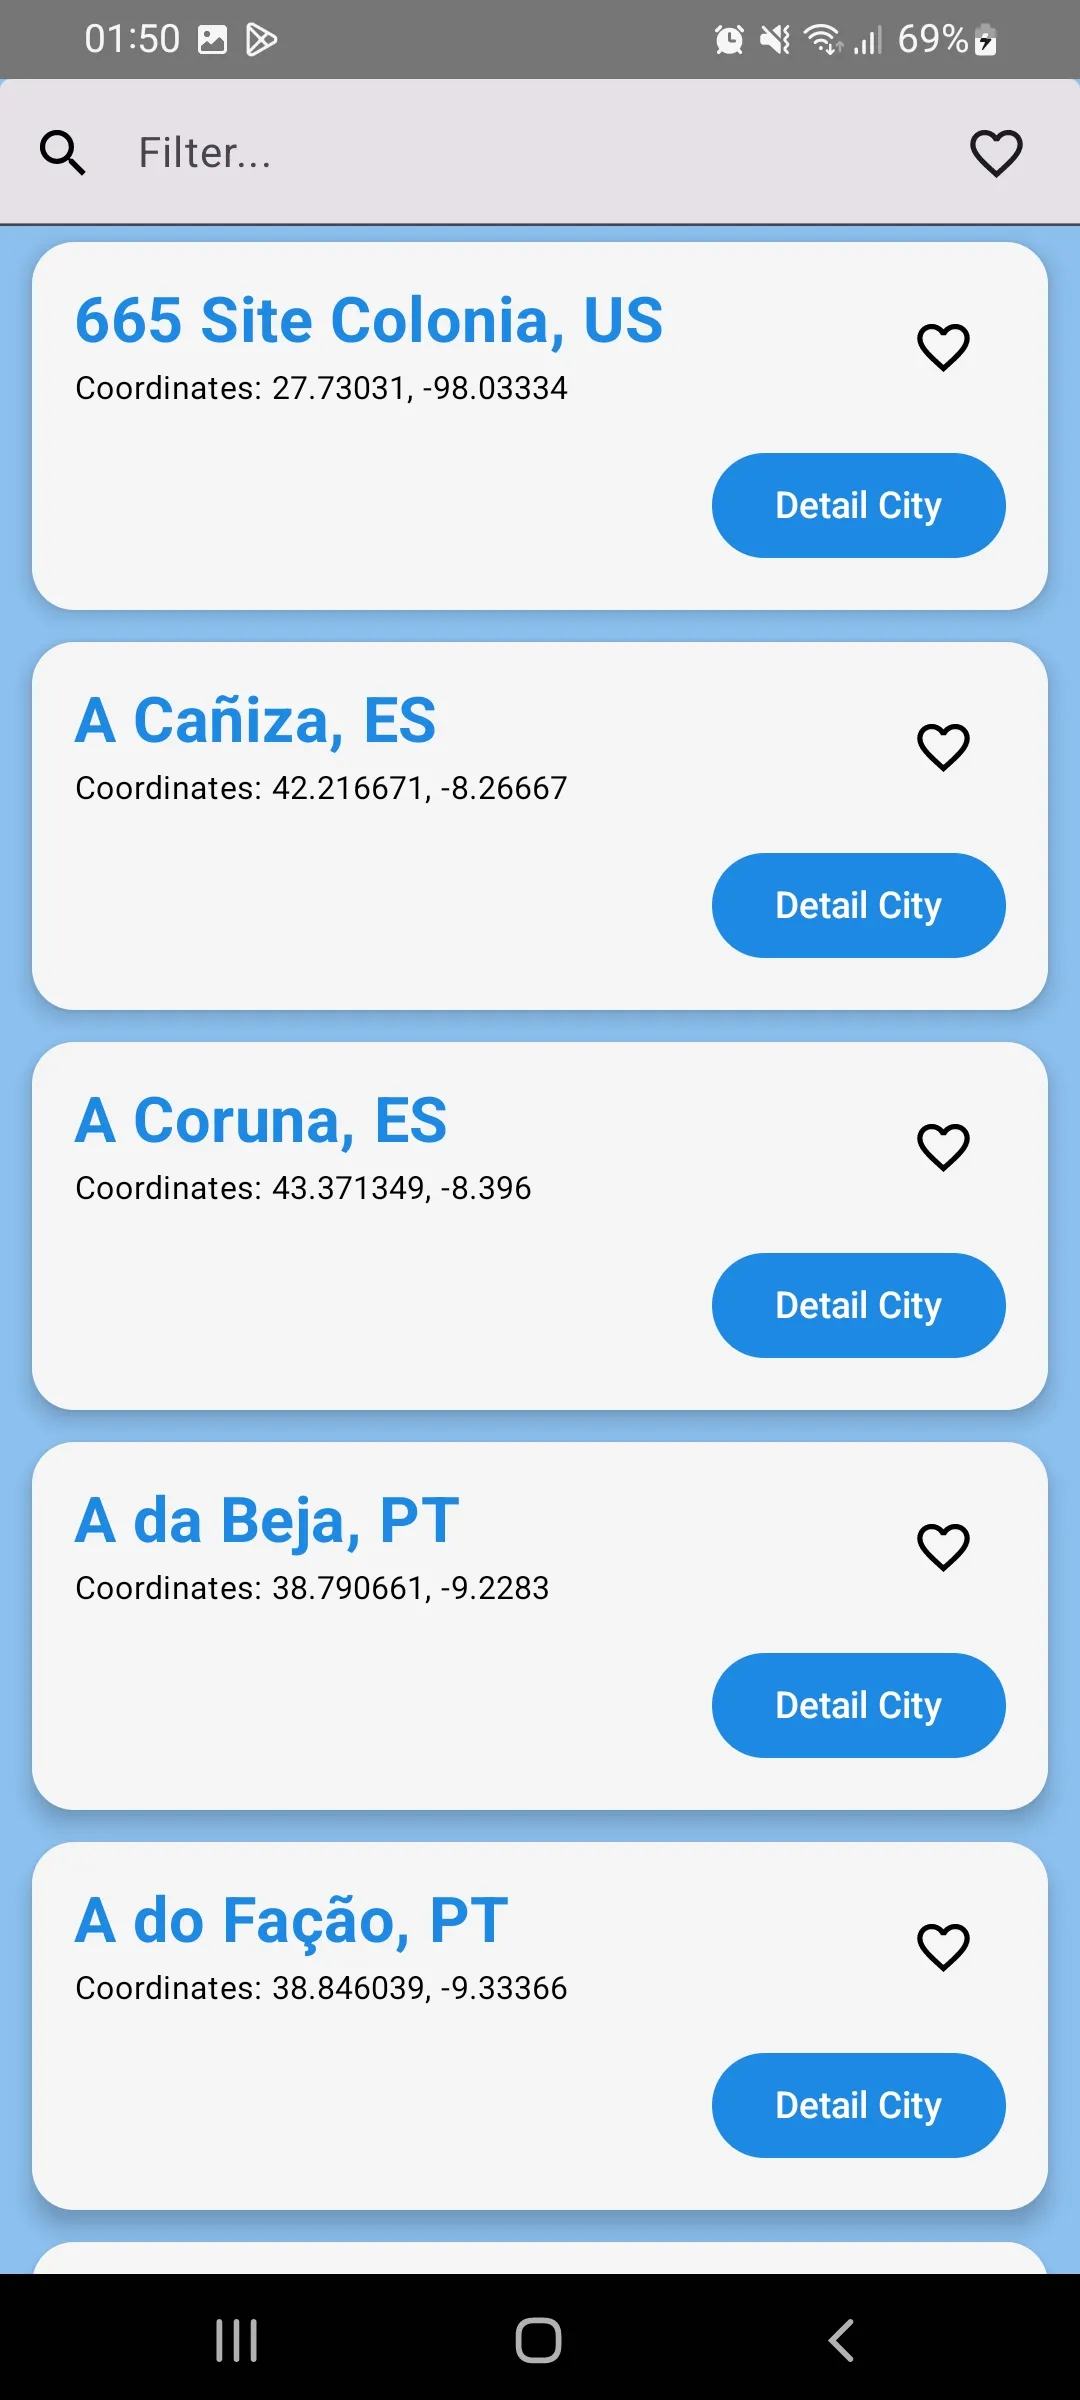 01:50 69%
Filter...
665 Site Colonia, US
Coordinates: 27.73031, -98.03334
Detail City
A Cañiza, ES
Coordinates: 42.216671, -8.26667
Detail City
A Coruna, ES
Coordinates: 43.371349, -8.396
Detail City
A da Beja, PT
Coordinates: 38.790661, -9.2283
Detail City
A do Fação, PT
Coordinates: 38.846039, -9.33366
Detail City